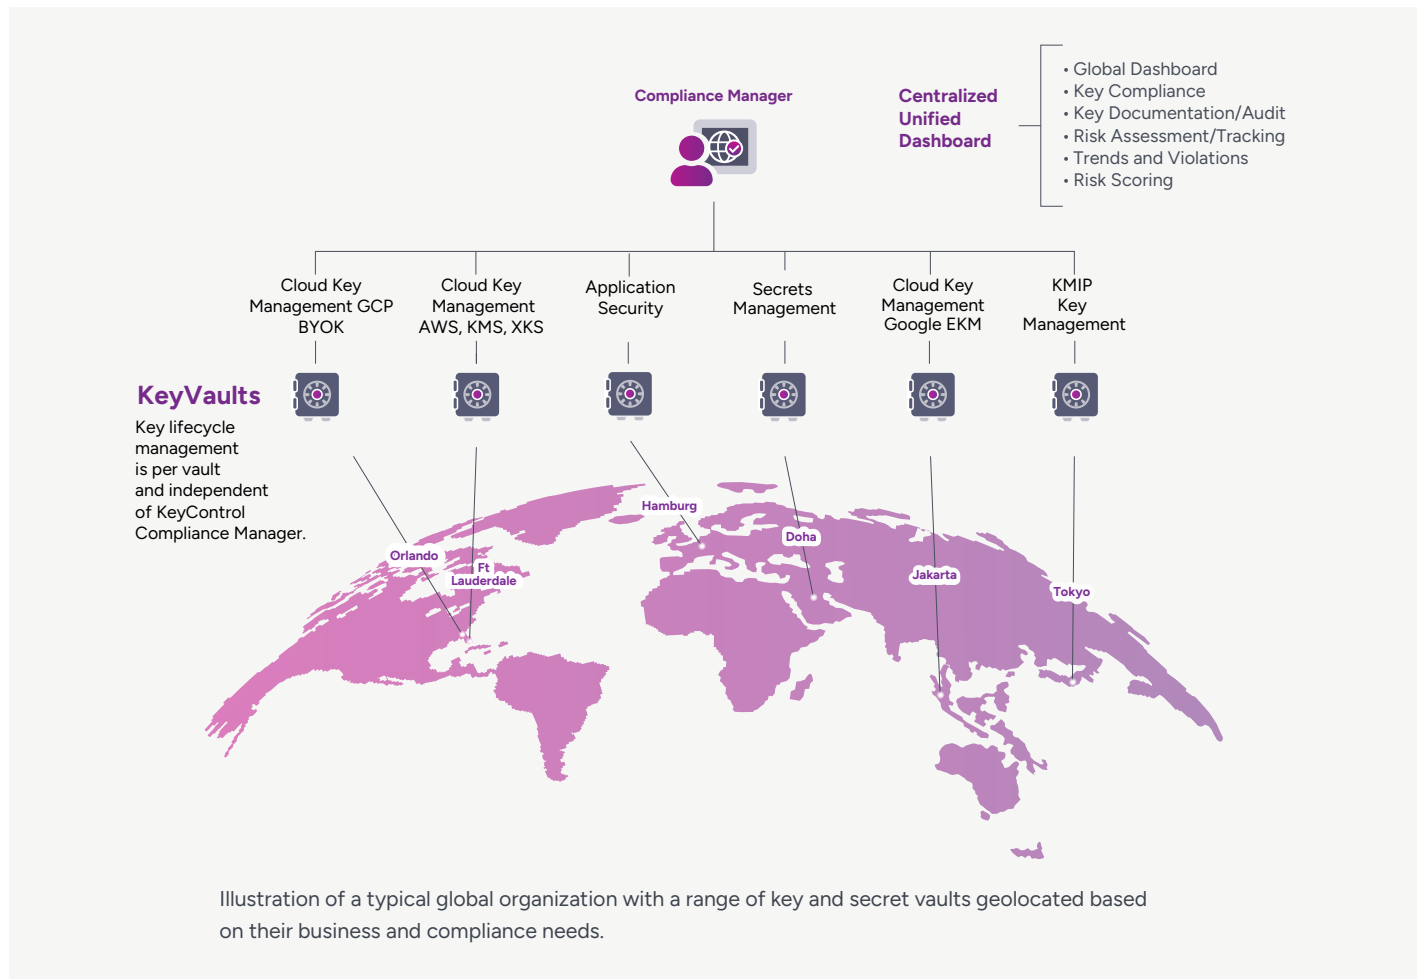 Compliance Manager
Centralized
Unified
Dashboard
• Global Dashboard
• Key Compliance
• Key Documentation/Audit
• Risk Assessment/Tracking
• Trends and Violations
• Risk Scoring
Cloud Key
Management GCP
BYOK
Cloud Key
Management
AWS, KMS, XKS
Application
Security
Secrets
Management
Cloud Key
Management
Google EKM
KMIP
Key
Management
KeyVaults
Key lifecycle
management
is per vault
and independent
of KeyControl
Compliance Manager.
Orlando
Ft
Lauderdale
Hamburg
Doha
Jakarta
Tokyo
Illustration of a typical global organization with a range of key and secret vaults geolocated based
on their business and compliance needs.